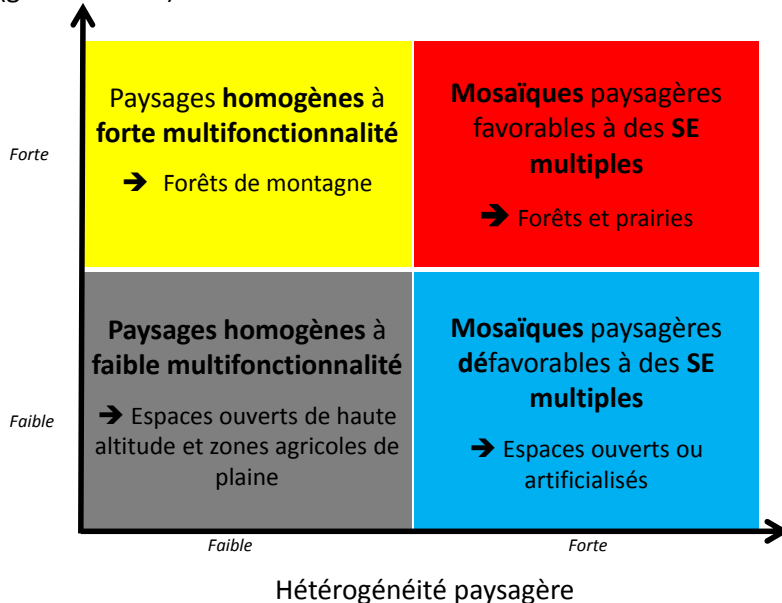 Paysages homogènes à
forte multifonctionnalité
➔ Forêts de montagne
Mosaïques paysagères
favorables à des SE
multiples
➔ Forêts et prairies
Forte
Paysages homogènes à
faible multifonctionnalité
➔ Espaces ouverts de haute
altitude et zones agricoles de
plaine
Mosaïques paysagères
défavorables à des SE
multiples
➔ Espaces ouverts ou
artificialisés
Faible
Faible
Forte
Hétérogénéité paysagère